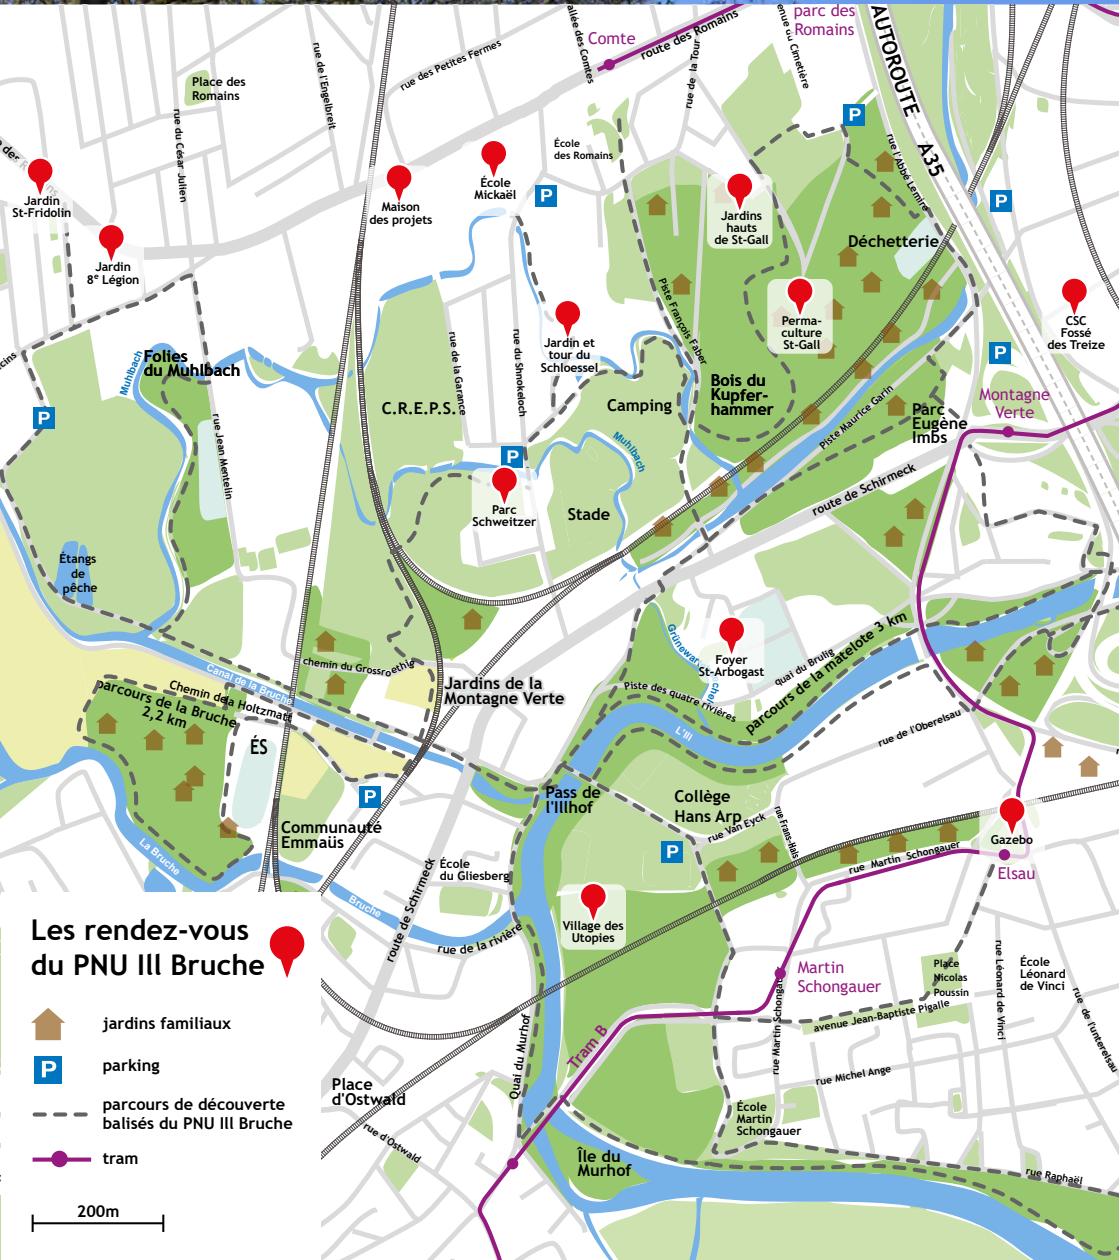 Comte
route des Romains
parc des
Romains
AUTOROUTE A35
allée des Comtes
rue de la Tour
rue des Petites Fermes
rue de l'Engelbreit
Place des
Romains
rue du César Julien
École
des Romains
P
École
Mickaël
P
Maison
des projets
Jardin
St-Fridolin
Jardin
8e Légion
Jardins
hauts
de St-Gall
rue l'Abbé Lemire
P
Déchetterie
Perma-
culture
St-Gall
CSC
Fossé
des Treize
P
Piste François Faber
Jardin et
tour du
Schloessel
rue de la Garance
rue du Shnokeloch
Folies
du Muhlbach
Muhlbach
P
rue Jean Mentelin
C.R.E.P.S.
Camping
Bois du
Kupfer-
hammer
Piste Maurice Garin
Parc
Eugène
Imbs
Montagne
Verte
Muhlbach
P
Parc
Schweitzer
Stade
route de Schirmeck
Étangs
de
pêche
Foyer
St-Arbogast
quai du Brulig
parcours de la matelote 3 km
Piste des quatre rivières
L'Ill
rue de l'Oberelsau
chemin du Grossroethig
Canal de la Bruche
Chemin de la Holtzmatt
parcours de la Bruche
2,2 km
Jardins de la
Montagne Verte
ÉS
P
Pass de
l'Illhof
Collège
Hans Arp
rue Van Eyck
rue Frans-Hals
P
Communauté
Emmaüs
La Bruche
Bruche
École
du Gliesberg
route de Schirmeck
rue de la rivière
Gazebo
rue Martin Schongauer
Elsau
Village des
Utopies
Martin
Schongauer
Place
Nicolas
Poussin
rue Léonard de Vinci
École
Léonard
de Vinci
rue de l'unterelsau
avenue Jean-Baptiste Pigalle
rue Michel Ange
Tram B
Quai du Murhof
Place
d'Ostwald
rue d'Ostwald
École
Martin
Schongauer
Île du
Murhof
rue Raphaël
Les rendez-vous
du PNU Ill Bruche
jardins familiaux
P
parking
parcours de découverte
balisés du PNU Ill Bruche
tram
200m